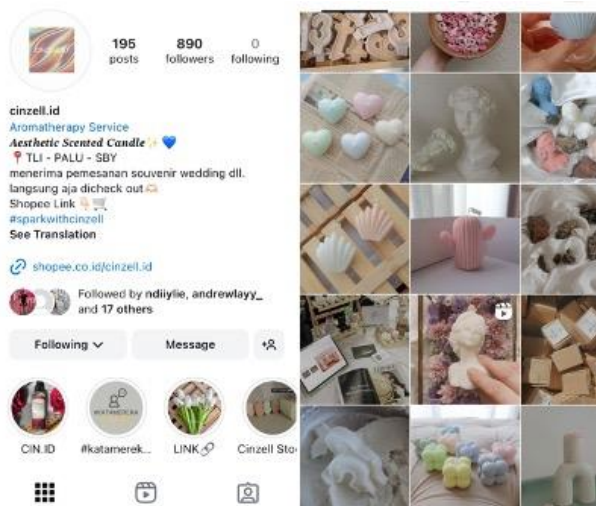 195
890
0
posts
followers
following
cinzell.id
Aromatherapy Service
Aesthetic Scented Candle✨ 💙
📍 TLI - PALU - SBY
menerima pemesanan souvenir wedding dll.
langsung aja dicheck out🫶🏻
Shopee Link 👇🏻🛒
#sparkwithcinzell
See Translation
shopee.co.id/cinzell.id
Followed by ndiiylie, andrewlayy_
and 17 others
Following
Message
CIN.ID
#katamerek...
LINK🔗
Cinzell Sto